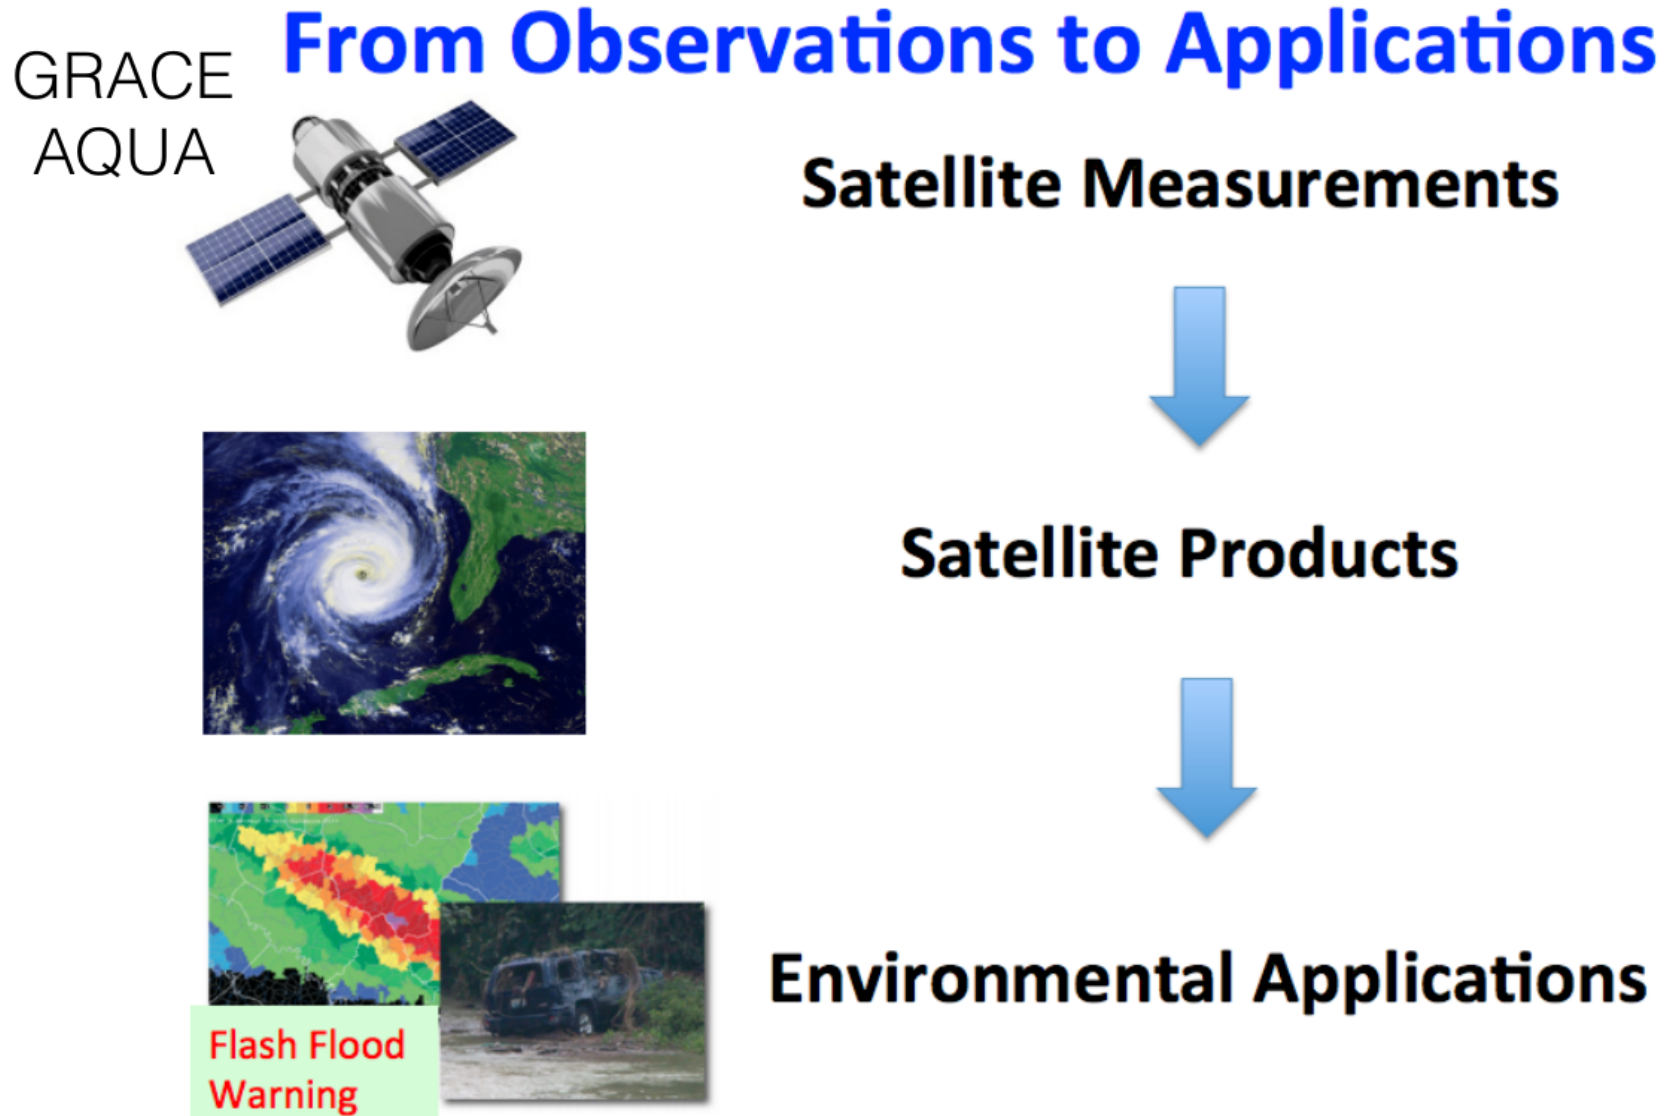 From Observations to Applications
GRACE
AQUA
Satellite Measurements
Satellite Products
Environmental Applications
Flash Flood
Warning